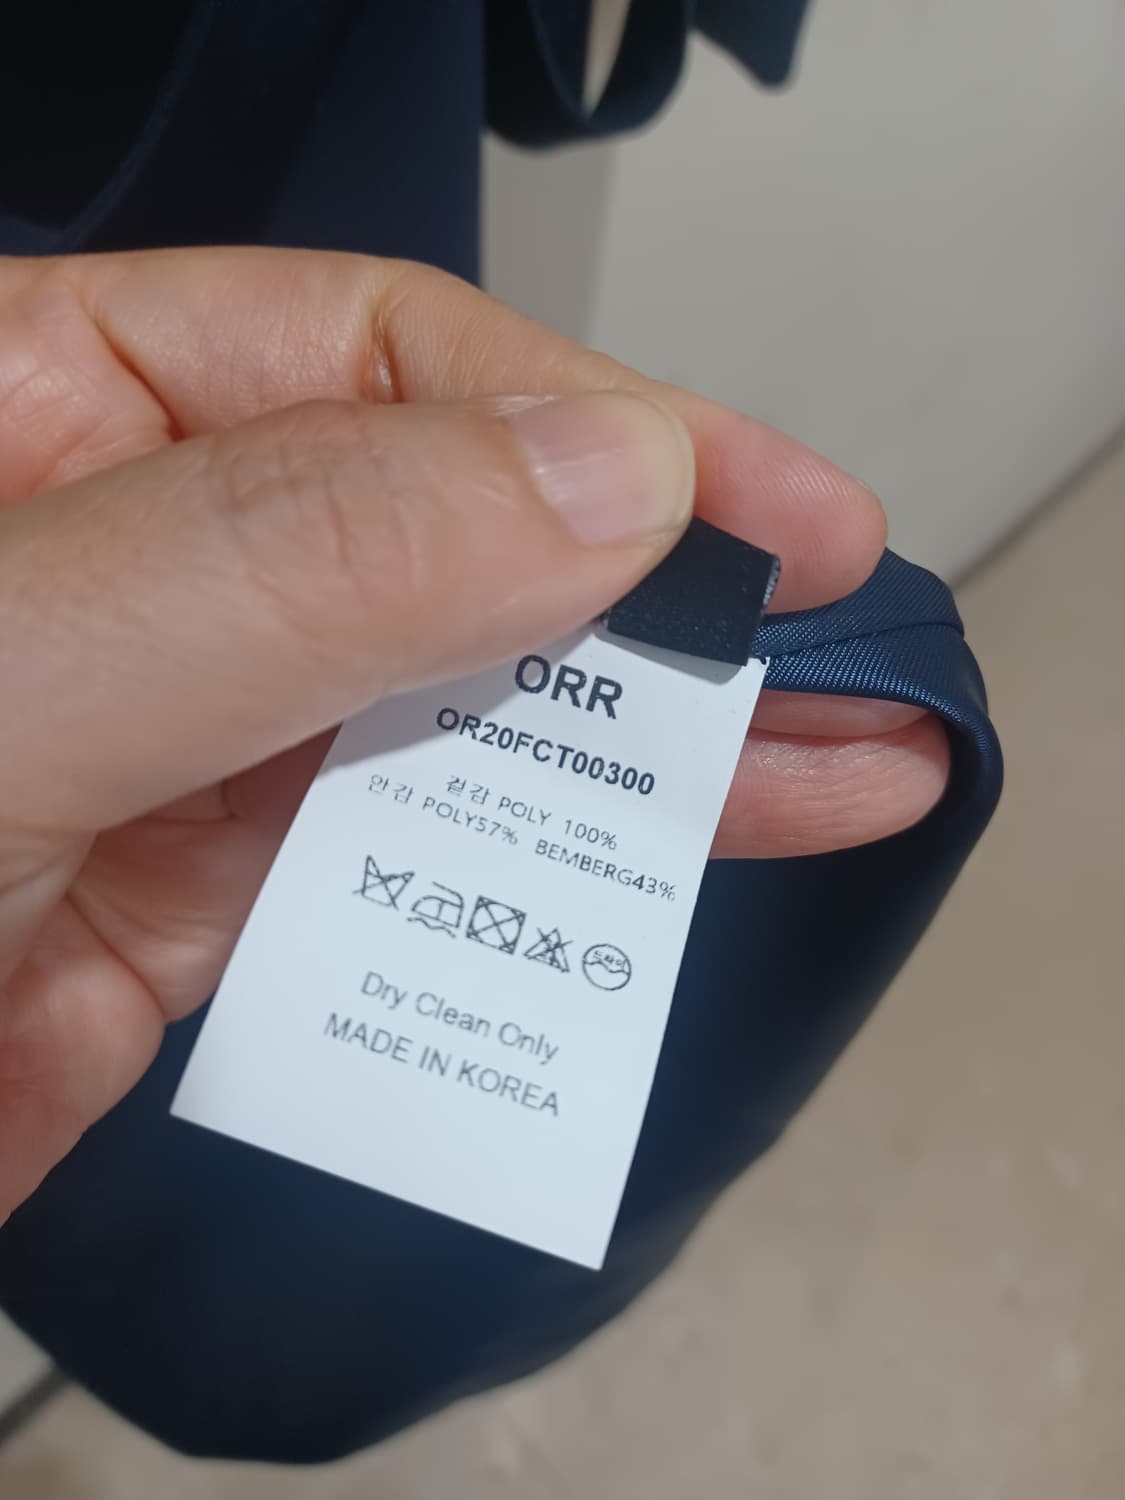 ORR
OR20FCT00300
겉감 POLY 100%
안감 POLY57% BEMBERG43%
드라이
Dry Clean Only
MADE IN KOREA